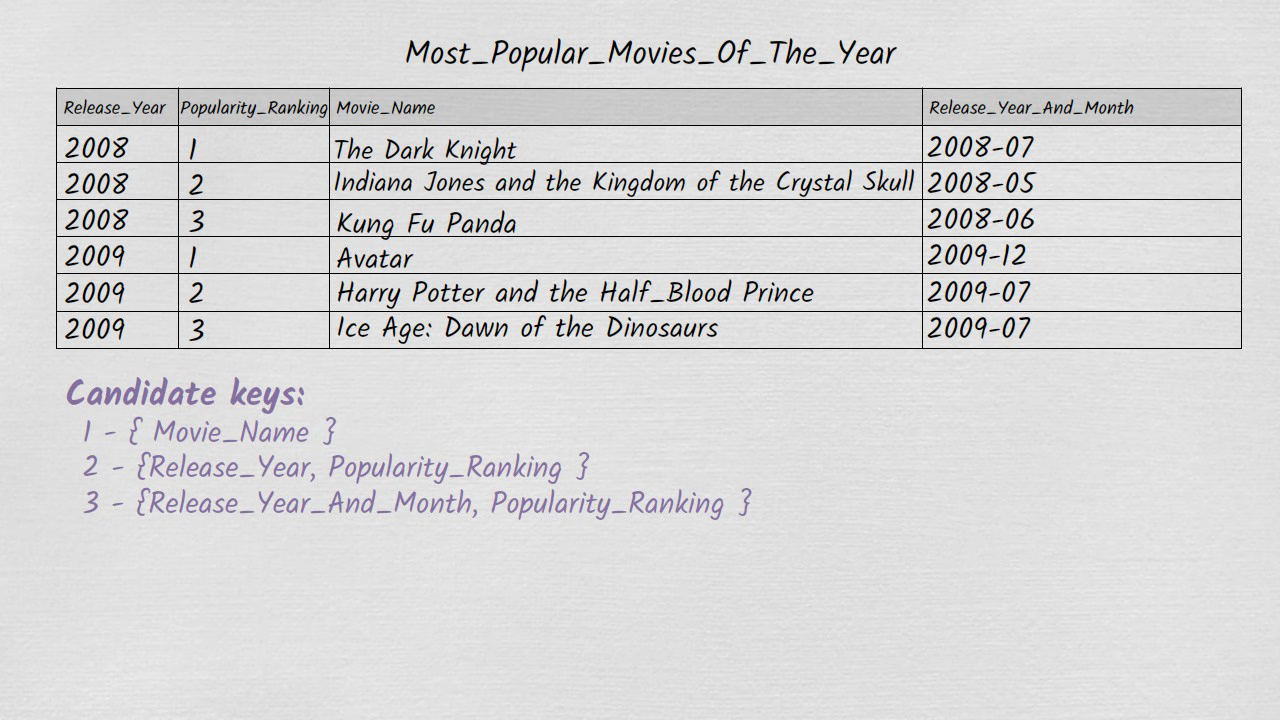 Most_Popular_Movies_Of_The_Year
Release_Year Popularity_Ranking Movie_Name Release_Year_And_Month
2008 1 The Dark Knight 2008-07
2008 2 Indiana Jones and the Kingdom of the Crystal Skull 2008-05
2008 3 Kung Fu Panda 2008-06
2009 1 Avatar 2009-12
2009 2 Harry Potter and the Half_Blood Prince 2009-07
2009 3 Ice Age: Dawn of the Dinosaurs 2009-07
Candidate keys:
1 - { Movie_Name }
2 - {Release_Year, Popularity_Ranking }
3 - {Release_Year_And_Month, Popularity_Ranking }